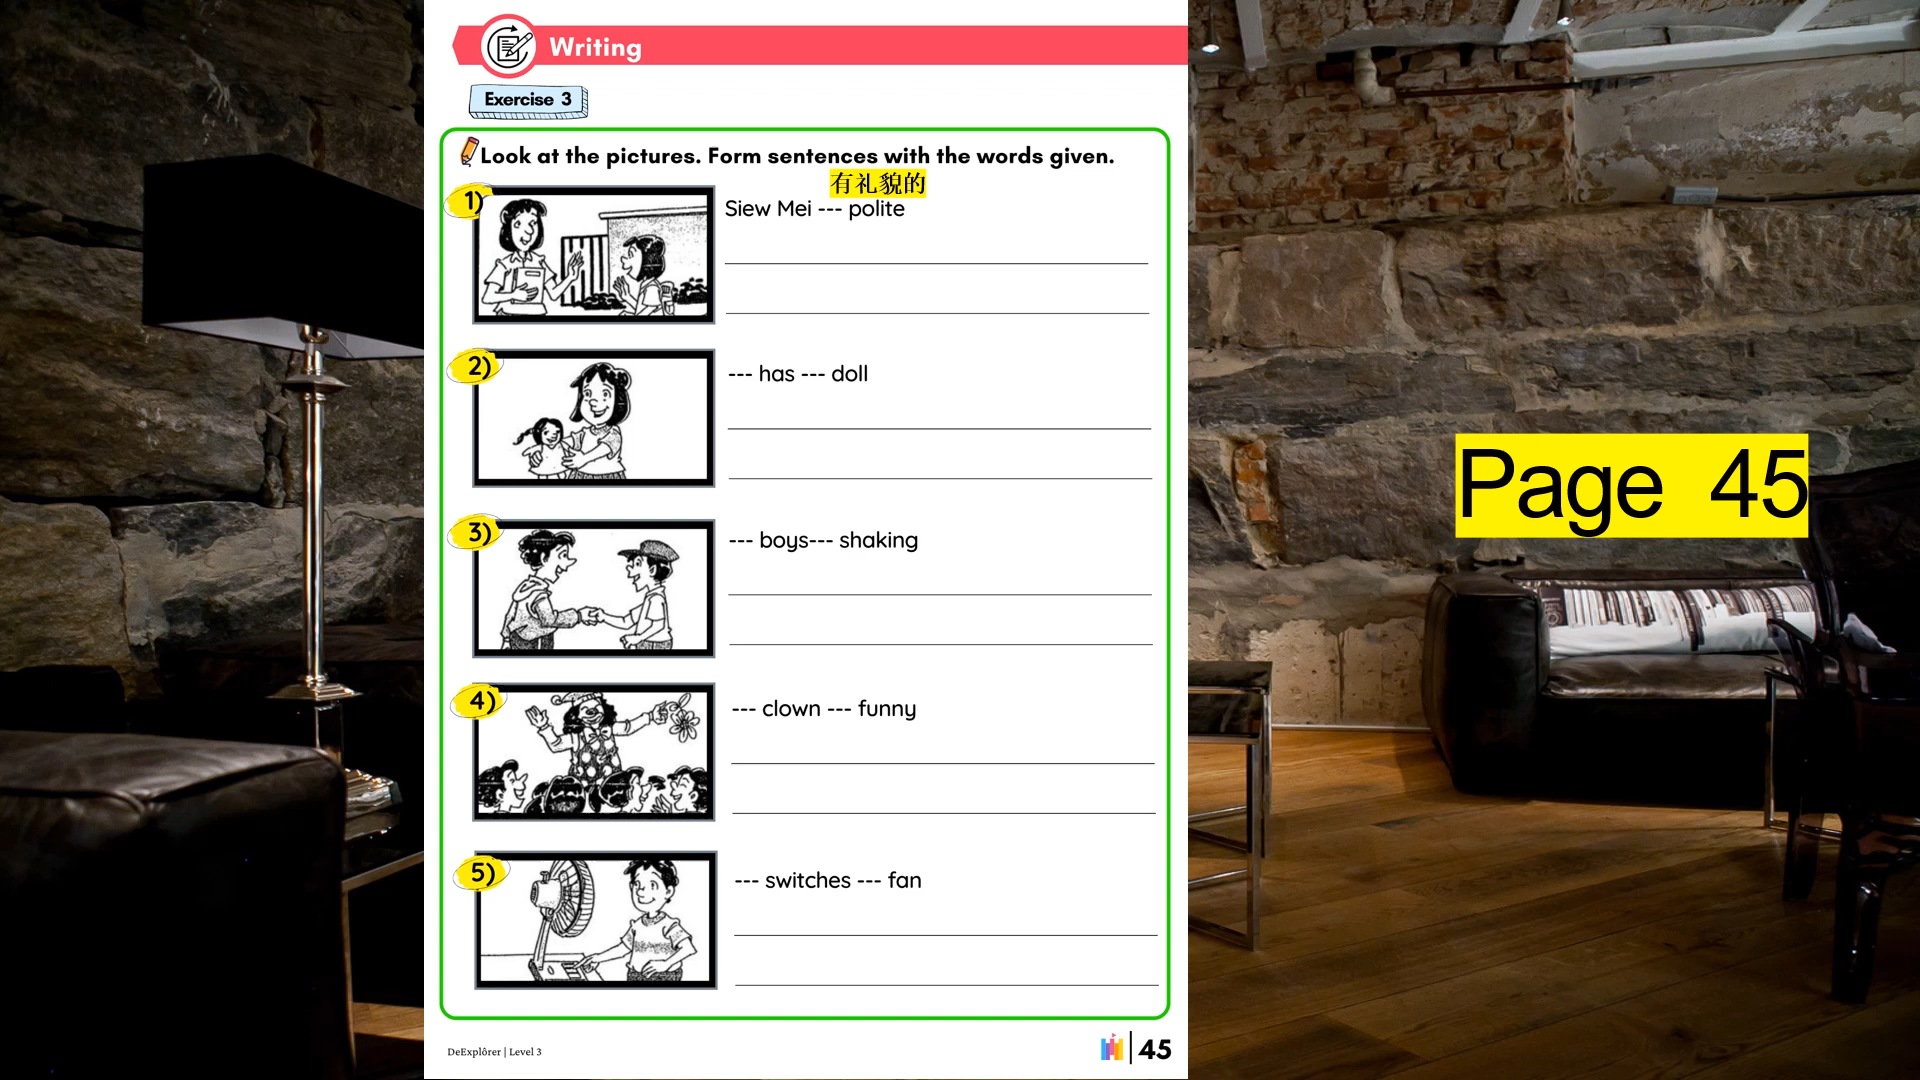 Writing
Exercise 3
Look at the pictures. Form sentences with the words given.
有礼貌的
1)
Siew Mei --- polite
2)
--- has --- doll
3)
--- boys--- shaking
4)
--- clown --- funny
5)
--- switches --- fan
Page 45
DeExplôrer | Level 3
45